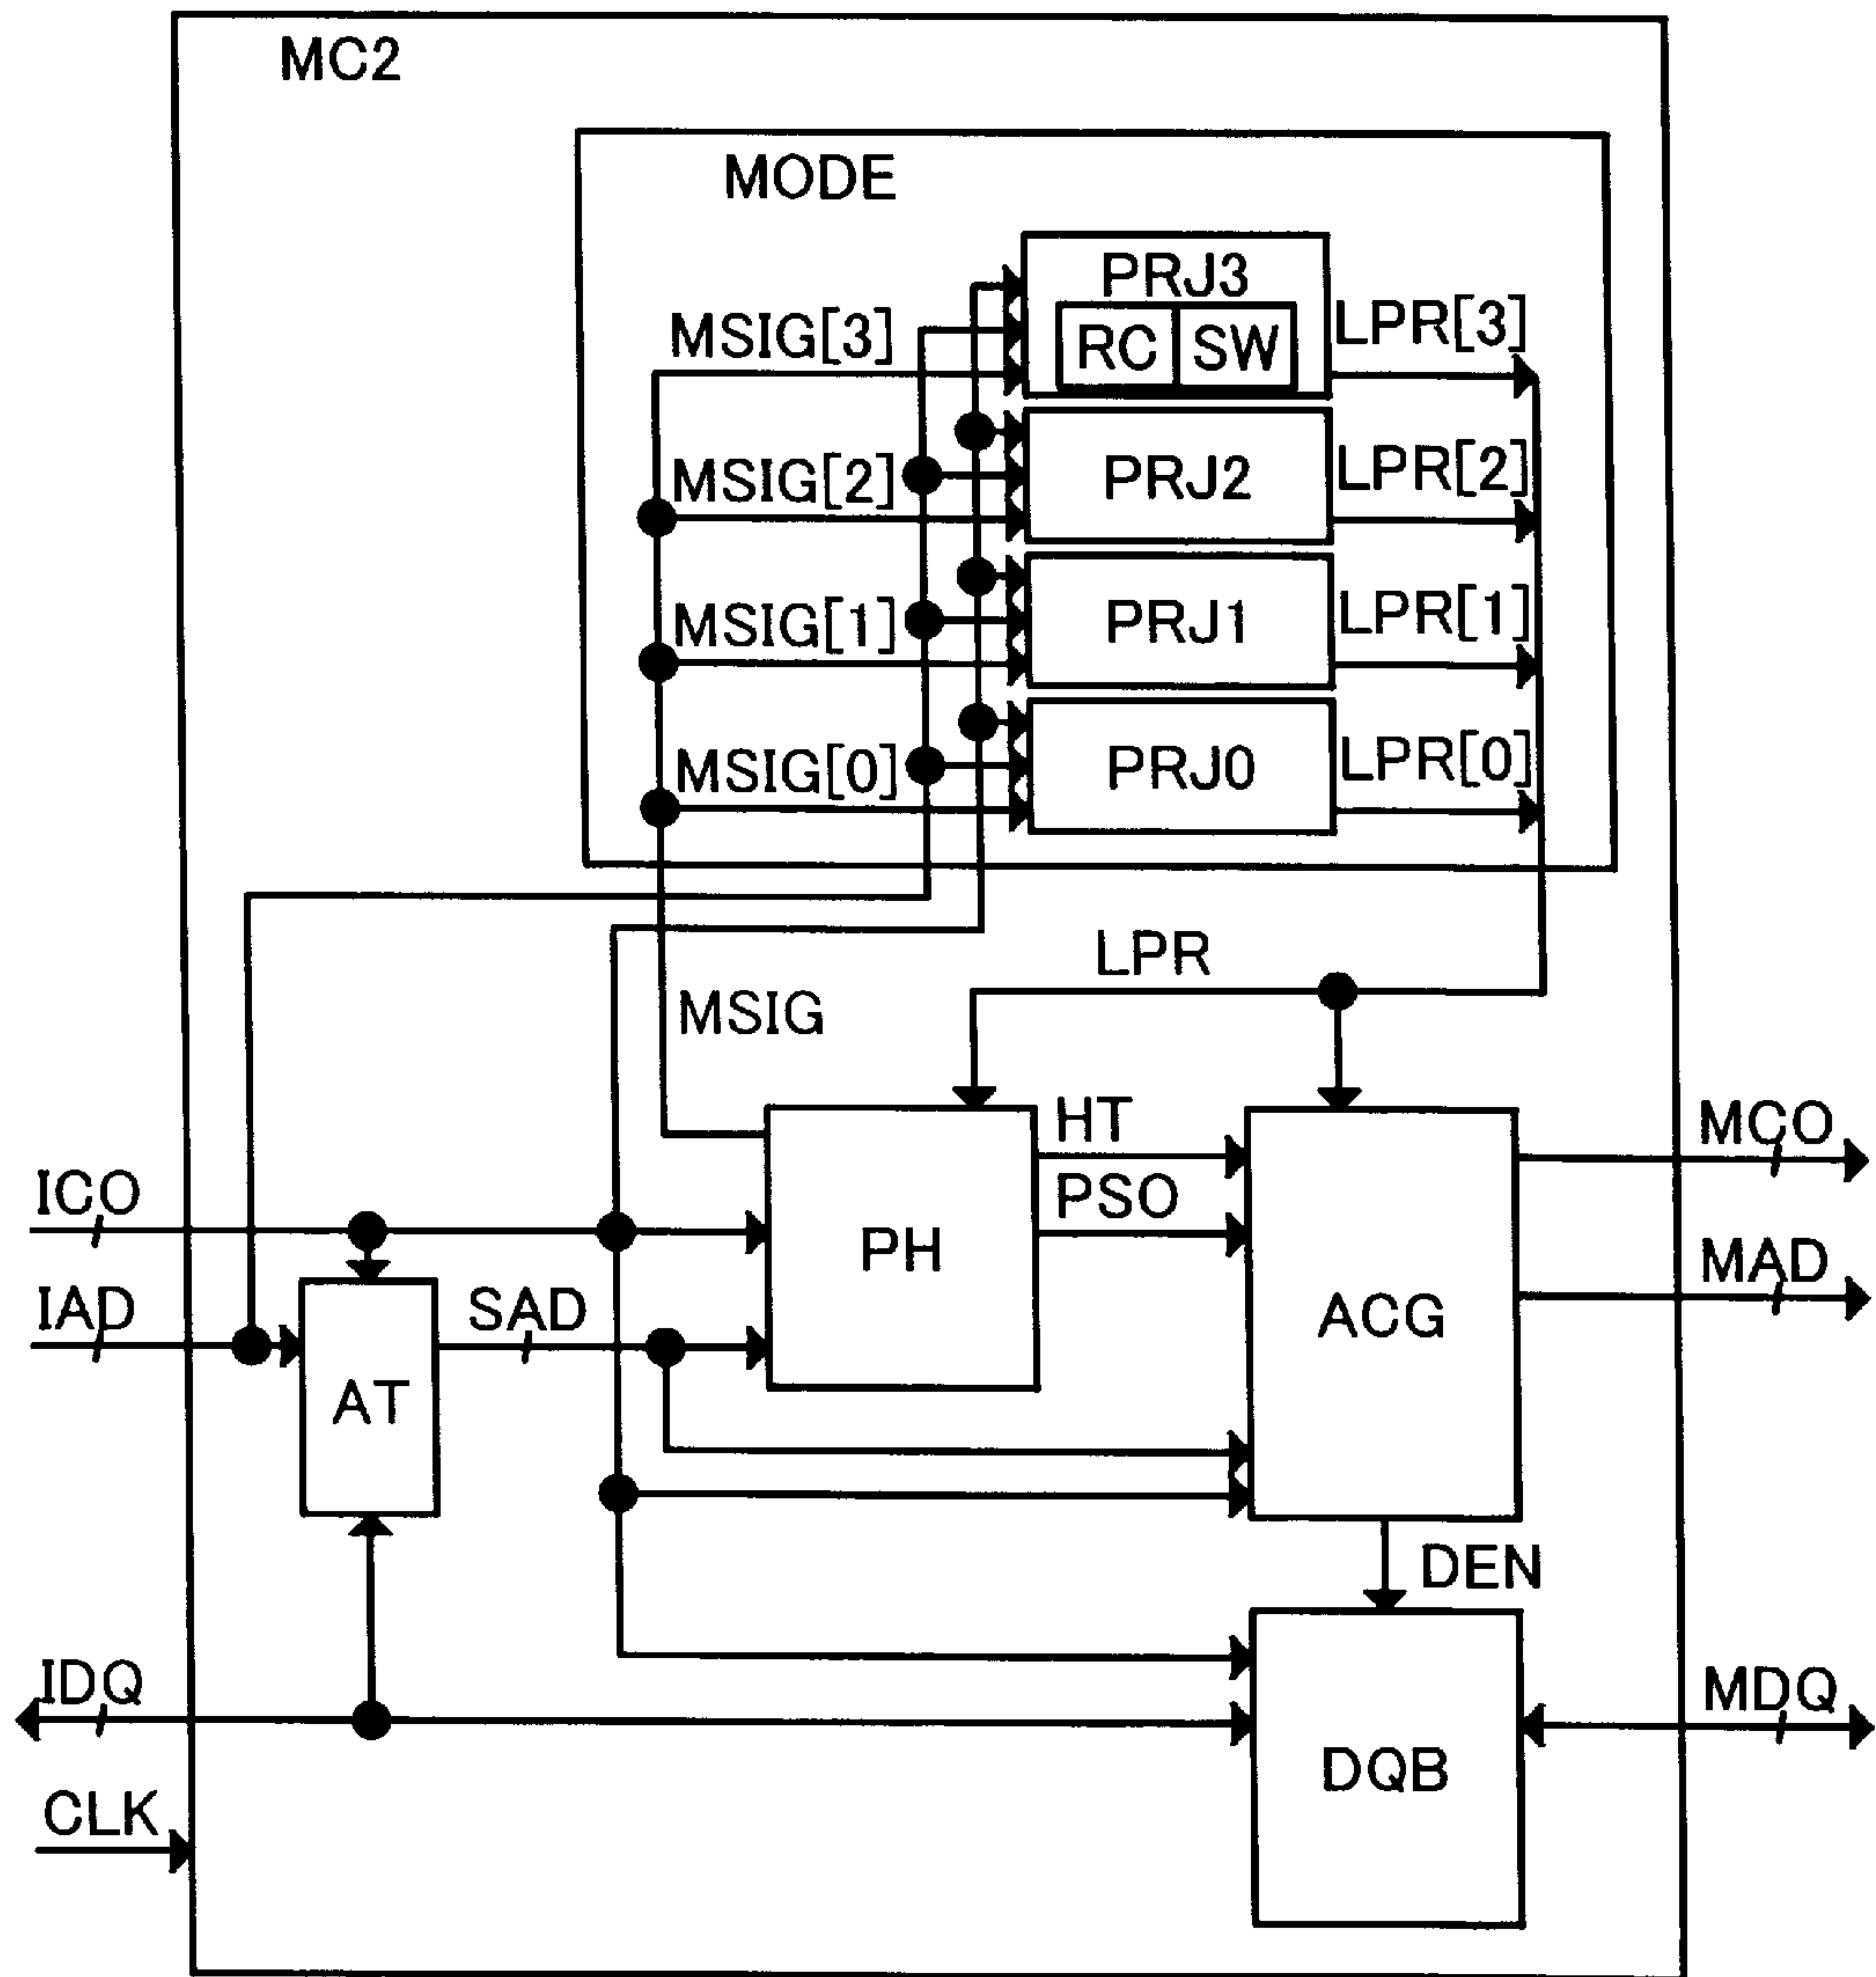 MC2
MODE
PRJ3
RC SW
MSIG[3]
LPR[3]
MSIG[2]
PRJ2
LPR[2]
MSIG[1]
PRJ1
LPR[1]
MSIG[0]
PRJ0
LPR[0]
LPR
MSIG
HT
PSO
PH
ACG
MCO
MAD
ICO
IAD
SAD
AT
DEN
IDQ
MDQ
DQB
CLK